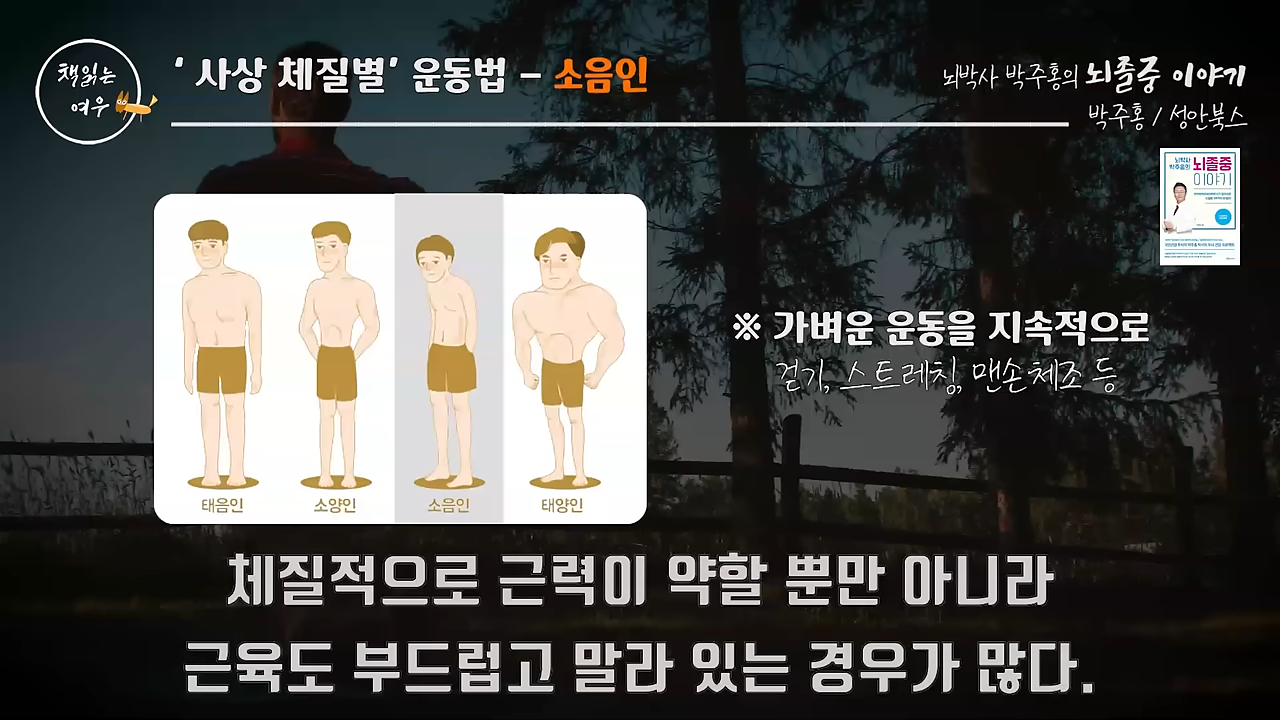 책읽는
여우
‘사상 체질별’ 운동법 – 소음인
뇌박사 박주홍의 뇌졸중 이야기
박주홍 / 성안북스
뇌박사
박주홍의
뇌졸중
이야기
※ 가벼운 운동을 지속적으로
걷기, 스트레칭, 맨손체조 등
태음인 소양인 소음인 태양인
체질적으로 근력이 약할 뿐만 아니라
근육도 부드럽고 말라 있는 경우가 많다.